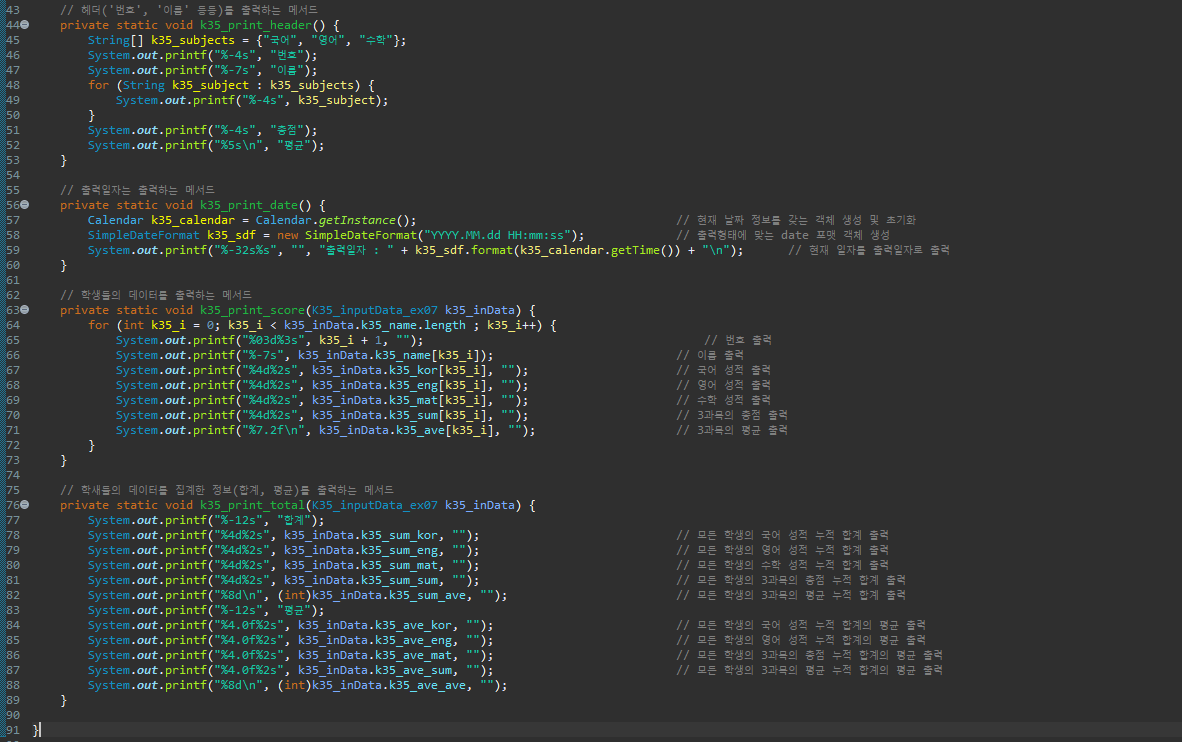 43 // 헤더('번호', '이름' 등등)를 출력하는 메서드
44 private static void k35_print_header() {
45 String[] k35_subjects = {"국어", "영어", "수학"};
46 System.out.printf("%-4s", "번호");
47 System.out.printf("%-7s", "이름");
48 for (String k35_subject : k35_subjects) {
49 System.out.printf("%-4s", k35_subject);
50 }
51 System.out.printf("%-4s", "총점");
52 System.out.printf("%5s\n", "평균");
53 }
54
55 // 출력일자는 출력하는 메서드
56 private static void k35_print_date() {
57 Calendar k35_calendar = Calendar.getInstance(); // 현재 날짜 정보를 갖는 객체 생성 및 초기화
58 SimpleDateFormat k35_sdf = new SimpleDateFormat("YYYY.MM.dd HH:mm:ss"); // 출력형태에 맞는 date 포맷 객체 생성
59 System.out.printf("%-32s%s", "", "출력일자 : " + k35_sdf.format(k35_calendar.getTime()) + "\n"); // 현재 일자를 출력일자로 출력
60 }
61
62 // 학생들의 데이터를 출력하는 메서드
63 private static void k35_print_score(K35_inputData_ex07 k35_inData) {
64 for (int k35_i = 0; k35_i < k35_inData.k35_name.length ; k35_i++) {
65 System.out.printf("%03d%3s", k35_i + 1, ""); // 번호 출력
66 System.out.printf("%-7s", k35_inData.k35_name[k35_i]); // 이름 출력
67 System.out.printf("%4d%2s", k35_inData.k35_kor[k35_i], ""); // 국어 성적 출력
68 System.out.printf("%4d%2s", k35_inData.k35_eng[k35_i], ""); // 영어 성적 출력
69 System.out.printf("%4d%2s", k35_inData.k35_mat[k35_i], ""); // 수학 성적 출력
70 System.out.printf("%4d%2s", k35_inData.k35_sum[k35_i], ""); // 3과목의 총점 출력
71 System.out.printf("%7.2f\n", k35_inData.k35_ave[k35_i], ""); // 3과목의 평균 출력
72 }
73 }
74
75 // 학새들의 데이터를 집계한 정보(합계, 평균)를 출력하는 메서드
76 private static void k35_print_total(K35_inputData_ex07 k35_inData) {
77 System.out.printf("%-12s", "합계");
78 System.out.printf("%4d%2s", k35_inData.k35_sum_kor, ""); // 모든 학생의 국어 성적 누적 합계 출력
79 System.out.printf("%4d%2s", k35_inData.k35_sum_eng, ""); // 모든 학생의 영어 성적 누적 합계 출력
80 System.out.printf("%4d%2s", k35_inData.k35_sum_mat, ""); // 모든 학생의 수학 성적 누적 합계 출력
81 System.out.printf("%4d%2s", k35_inData.k35_sum_sum, ""); // 모든 학생의 3과목의 총점 누적 합계 출력
82 System.out.printf("%8d\n", (int)k35_inData.k35_sum_ave, ""); // 모든 학생의 3과목의 평균 누적 합계 출력
83 System.out.printf("%-12s", "평균");
84 System.out.printf("%4.0f%2s", k35_inData.k35_ave_kor, ""); // 모든 학생의 국어 성적 누적 합계의 평균 출력
85 System.out.printf("%4.0f%2s", k35_inData.k35_ave_eng, ""); // 모든 학생의 영어 성적 누적 합계의 평균 출력
86 System.out.printf("%4.0f%2s", k35_inData.k35_ave_mat, ""); // 모든 학생의 3과목의 총점 누적 합계의 평균 출력
87 System.out.printf("%4.0f%2s", k35_inData.k35_ave_sum, ""); // 모든 학생의 3과목의 평균 누적 합계의 평균 출력
88 System.out.printf("%8d\n", (int)k35_inData.k35_ave_ave, "");
89 }
90
91 }